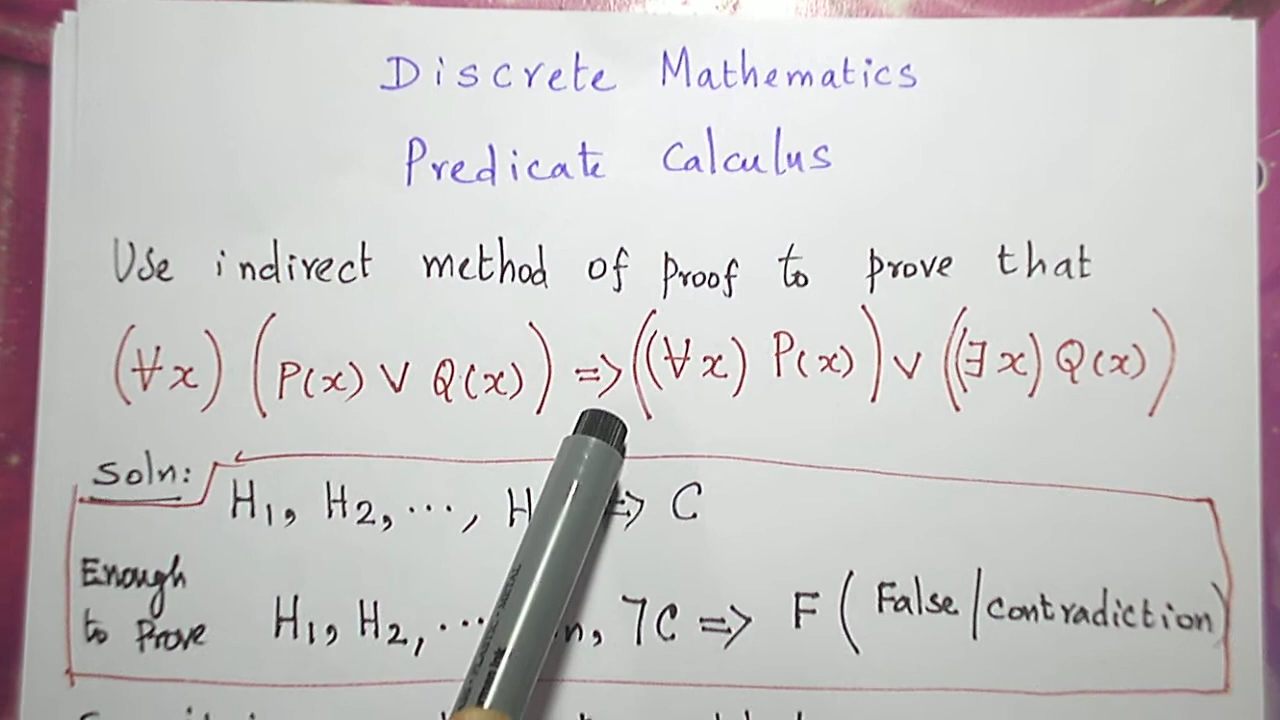 Discrete Mathematics
Predicate Calculus
Use indirect method of proof to prove that
(∀x) (P(x) ∨ Q(x)) => ((∀x) P(x)) ∨ ((∃x) Q(x))
Soln:
H₁, H₂, ⋯, H => C
Enough
to Prove
H₁, H₂, ⋯ n, ⅂C => F (False/contradiction)